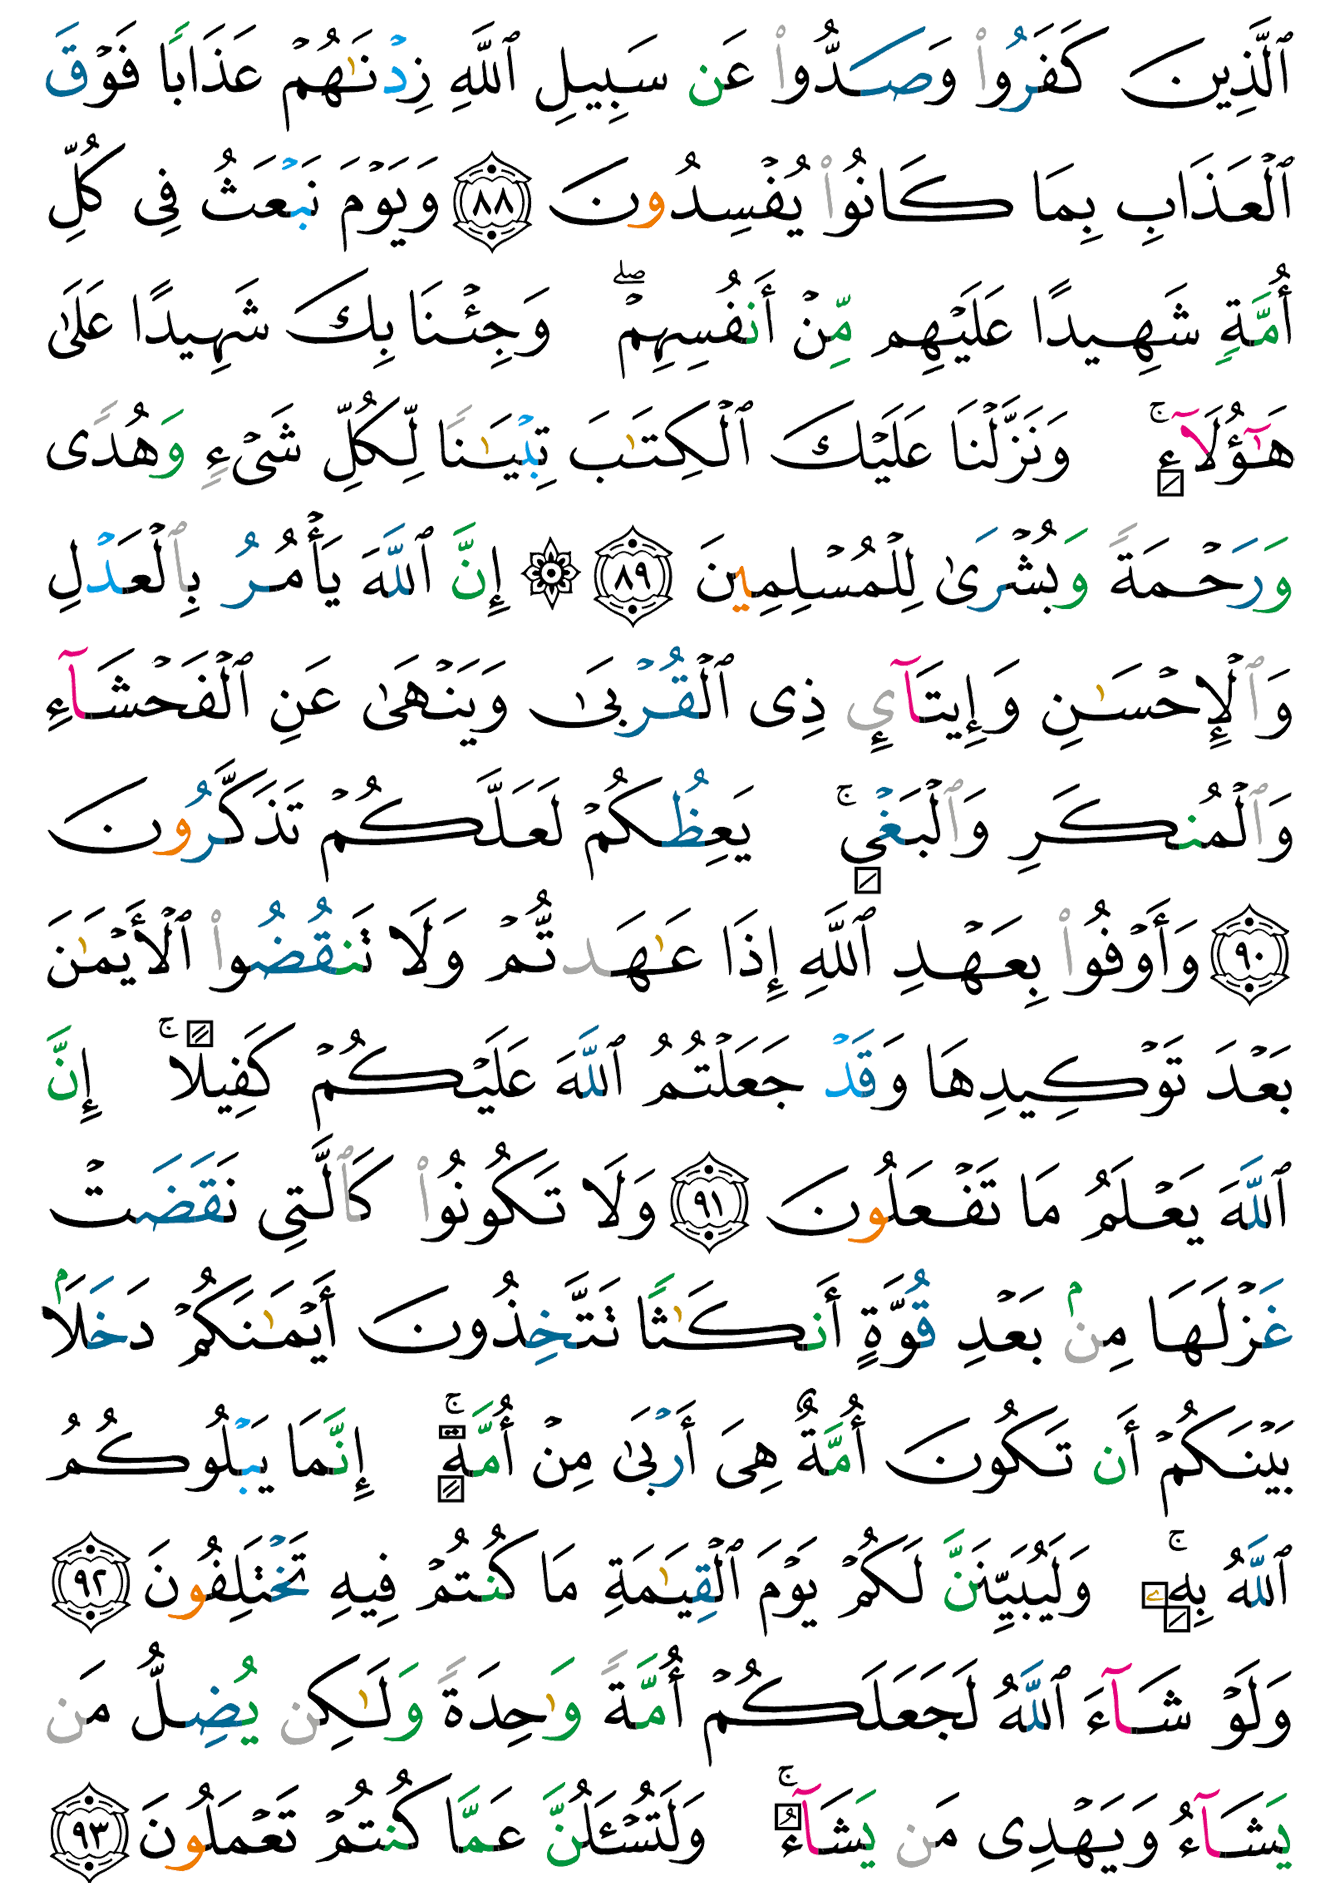 ٱلَّذِينَ كَفَرُوا۟ وَصَدُّوا۟ عَن سَبِيلِ ٱللَّهِ زِدْنَـٰهُمْ عَذَابًا فَوْقَ
ٱلْعَذَابِ بِمَا كَانُوا۟ يُفْسِدُونَ ٨٨ وَيَوْمَ نَبْعَثُ فِى كُلِّ
أُمَّةٍ شَهِيدًا عَلَيْهِم مِّنْ أَنفُسِهِمْ ۖ وَجِئْنَا بِكَ شَهِيدًا عَلَىٰ
هَـٰٓؤُلَآءِ ۚ وَنَزَّلْنَا عَلَيْكَ ٱلْكِتَـٰبَ تِبْيَـٰنًا لِّكُلِّ شَىْءٍ وَهُدًى
وَرَحْمَةً وَبُشْرَىٰ لِلْمُسْلِمِينَ ٨٩ ۞ إِنَّ ٱللَّهَ يَأْمُرُ بِٱلْعَدْلِ
وَٱلْإِحْسَـٰنِ وَإِيتَآئِ ذِى ٱلْقُرْبَىٰ وَيَنْهَىٰ عَنِ ٱلْفَحْشَآءِ
وَٱلْمُنكَرِ وَٱلْبَغْىِ ۚ يَعِظُكُمْ لَعَلَّكُمْ تَذَكَّرُونَ
٩٠ وَأَوْفُوا۟ بِعَهْدِ ٱللَّهِ إِذَا عَـٰهَدتُّمْ وَلَا تَنقُضُوا۟ ٱلْأَيْمَـٰنَ
بَعْدَ تَوْكِيدِهَا وَقَدْ جَعَلْتُمُ ٱللَّهَ عَلَيْكُمْ كَفِيلًا ۚ إِنَّ
ٱللَّهَ يَعْلَمُ مَا تَفْعَلُونَ ٩١ وَلَا تَكُونُوا۟ كَٱلَّتِى نَقَضَتْ
غَزْلَهَا مِنۢ بَعْدِ قُوَّةٍ أَنكَـٰثًا تَتَّخِذُونَ أَيْمَـٰنَكُمْ دَخَلًۢا
بَيْنَكُمْ أَن تَكُونَ أُمَّةٌ هِىَ أَرْبَىٰ مِنْ أُمَّةٍ ۚ إِنَّمَا يَبْلُوكُمُ
ٱللَّهُ بِهِۦ ۚ وَلَيُبَيِّنَنَّ لَكُمْ يَوْمَ ٱلْقِيَـٰمَةِ مَا كُنتُمْ فِيهِ تَخْتَلِفُونَ ٩٢
وَلَوْ شَآءَ ٱللَّهُ لَجَعَلَكُمْ أُمَّةً وَٰحِدَةً وَلَـٰكِن يُضِلُّ مَن
يَشَآءُ وَيَهْدِى مَن يَشَآءُ ۚ وَلَتُسْـَٔلُنَّ عَمَّا كُنتُمْ تَعْمَلُونَ ٩٣